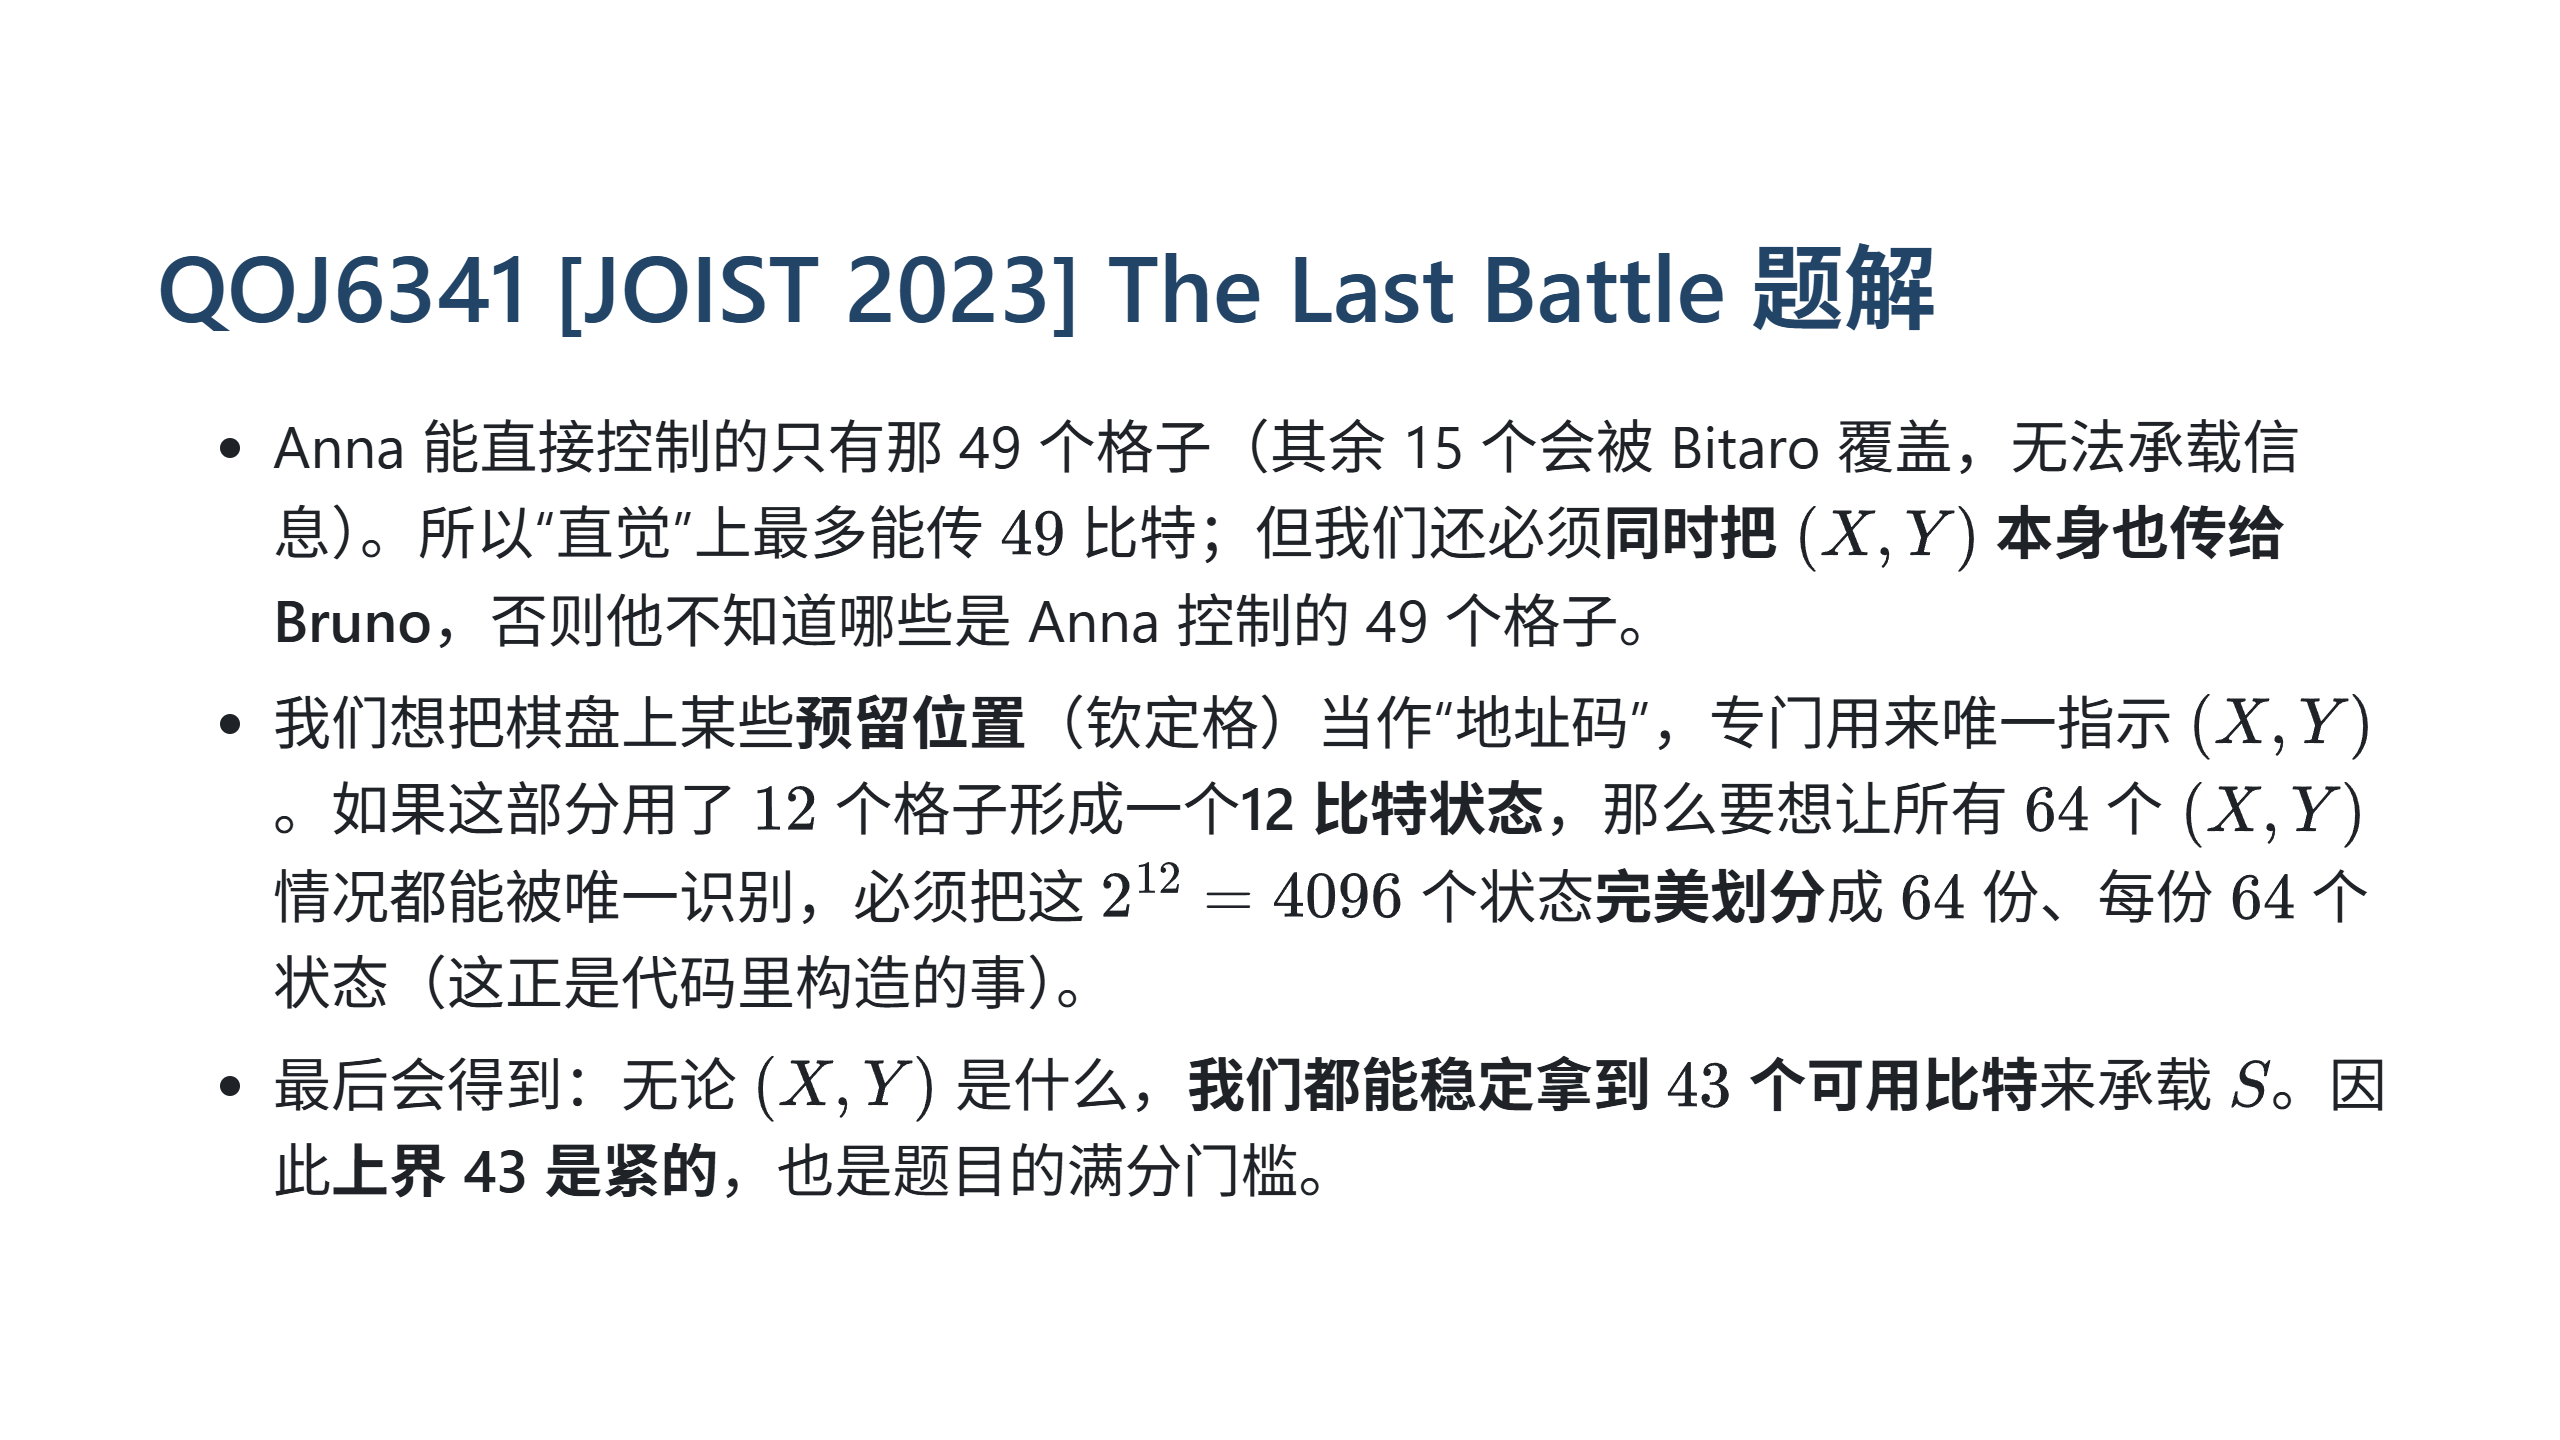 QOJ6341 [JOIST 2023] The Last Battle 题解
• Anna 能直接控制的只有那 49 个格子（其余 15 个会被 Bitaro 覆盖，无法承载信
息）。所以“直觉”上最多能传 49 比特；但我们还必须同时把 (X, Y) 本身也传给
Bruno，否则他不知道哪些是 Anna 控制的 49 个格子。
• 我们想把棋盘上某些预留位置（钦定格）当作“地址码”，专门用来唯一指示 (X, Y)
。如果这部分用了 12 个格子形成一个12 比特状态，那么要想让所有 64 个 (X, Y)
情况都能被唯一识别，必须把这 2^{12} = 4096 个状态完美划分成 64 份、每份 64 个
状态（这正是代码里构造的事）。
• 最后会得到：无论 (X, Y) 是什么，我们都能稳定拿到 43 个可用比特来承载 S。因
此上界 43 是紧的，也是题目的满分门槛。